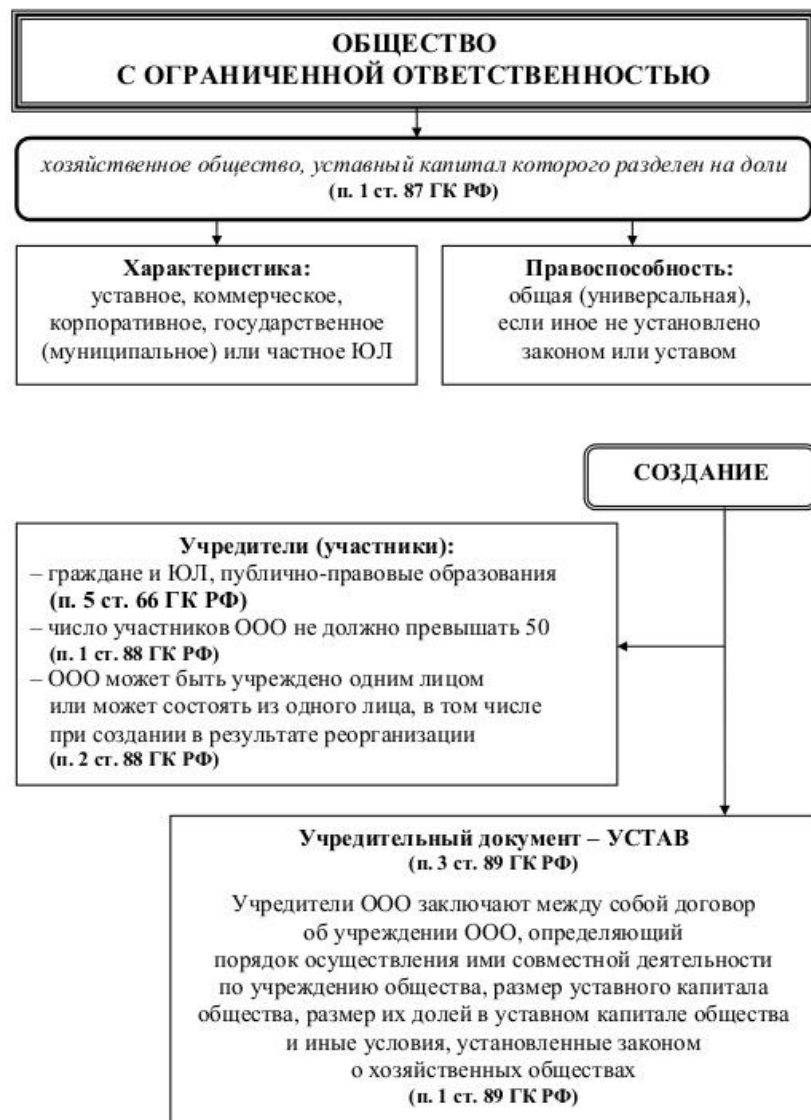 ОБЩЕСТВО
С ОГРАНИЧЕННОЙ ОТВЕТСТВЕННОСТЬЮ
хозяйственное общество, уставный капитал которого разделен на доли
(п. 1 ст. 87 ГК РФ)
Характеристика:
уставное, коммерческое,
корпоративное, государственное
(муниципальное) или частное ЮЛ
Правоспособность:
общая (универсальная),
если иное не установлено
законом или уставом
СОЗДАНИЕ
Учредители (участники):
– граждане и ЮЛ, публично-правовые образования
(п. 5 ст. 66 ГК РФ)
– число участников ООО не должно превышать 50
(п. 1 ст. 88 ГК РФ)
– ООО может быть учреждено одним лицом
или может состоять из одного лица, в том числе
при создании в результате реорганизации
(п. 2 ст. 88 ГК РФ)
Учредительный документ – УСТАВ
(п. 3 ст. 89 ГК РФ)
Учредители ООО заключают между собой договор
об учреждении ООО, определяющий
порядок осуществления ими совместной деятельности
по учреждению общества, размер уставного капитала
общества, размер их долей в уставном капитале общества
и иные условия, установленные законом
о хозяйственных обществах
(п. 1 ст. 89 ГК РФ)